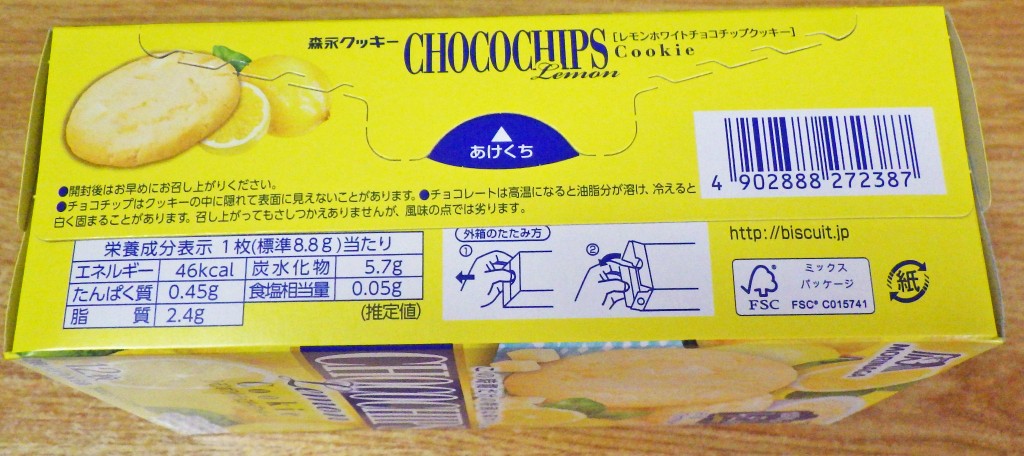 森永クッキー CHOCOCHIPS [レモンホワイトチョコチップクッキー]
Cookie
Lemon
あけくち
4 902888 272387
●開封後はお早めにお召し上がりください。
●チョコチップはクッキーの中に隠れて表面に見えないことがあります。●チョコレートは高温になると油脂分が溶け、冷えると
白く固まることがあります。召し上がってもさしつかえありませんが、風味の点では劣ります。
栄養成分表示 1枚(標準8.8g)当たり
エネルギー 46kcal 炭水化物 5.7g
たんぱく質 0.45g 食塩相当量 0.05g
脂 質 2.4g
(推定値)
外箱のたたみ方
① ②
http://biscuit.jp
ミックス
パッケージ
FSC FSC® C015741
紙
CHOCOCHIPS
Lemon
Cookie